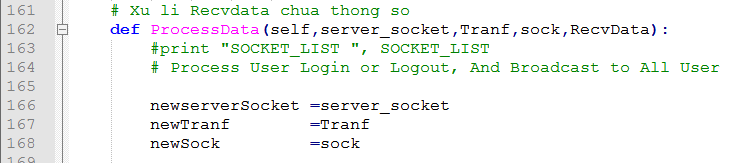 161 # Xu li Recvdata chua thong so
162 def ProcessData(self,server_socket,Tranf,sock,RecvData):
163 #print "SOCKET_LIST ", SOCKET_LIST
164 # Process User Login or Logout, And Broadcast to All User
165
166 newserverSocket =server_socket
167 newTranf =Tranf
168 newSock =sock
169